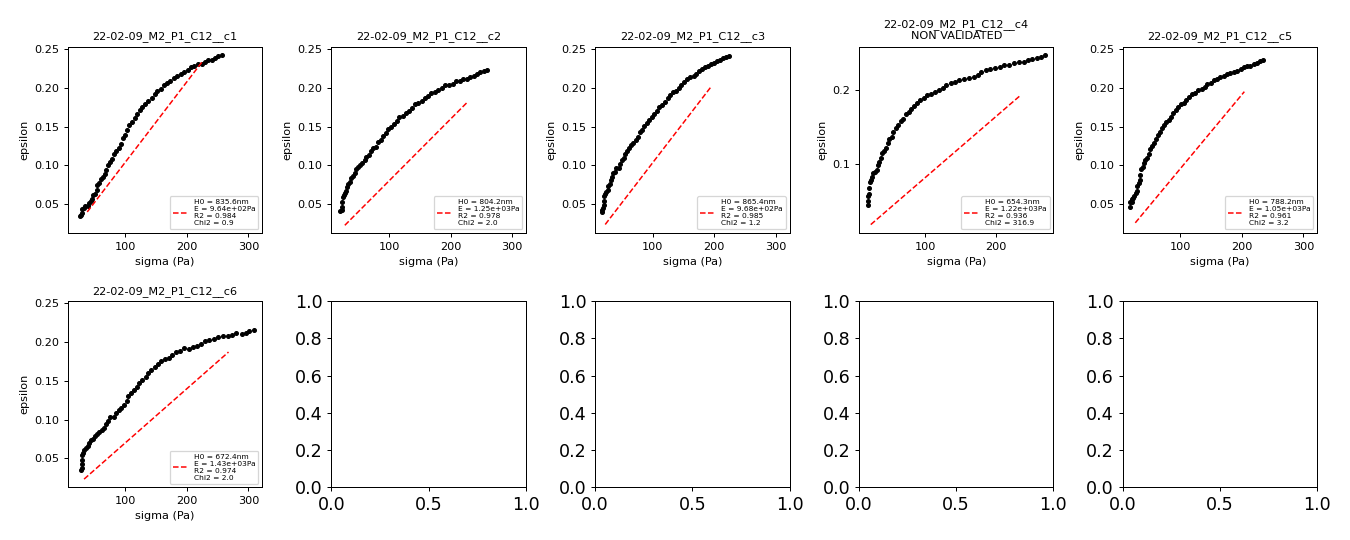 22-02-09_M2_P1_C12__c1
0.25
0.20
0.15
0.10
0.05
epsilon
100
200
300
sigma (Pa)
H0 = 835.6nm
E = 9.64e+02Pa
R2 = 0.984
Chi2 = 0.9
22-02-09_M2_P1_C12__c2
0.25
0.20
0.15
0.10
0.05
epsilon
100
200
300
sigma (Pa)
H0 = 804.2nm
E = 1.25e+03Pa
R2 = 0.978
Chi2 = 2.0
22-02-09_M2_P1_C12__c3
0.25
0.20
0.15
0.10
0.05
epsilon
100
200
300
sigma (Pa)
H0 = 865.4nm
E = 9.68e+02Pa
R2 = 0.985
Chi2 = 1.2
22-02-09_M2_P1_C12__c4
NON VALIDATED
0.2
0.1
epsilon
100
200
sigma (Pa)
H0 = 654.3nm
E = 1.22e+03Pa
R2 = 0.936
Chi2 = 316.9
22-02-09_M2_P1_C12__c5
0.25
0.20
0.15
0.10
0.05
epsilon
100
200
300
sigma (Pa)
H0 = 788.2nm
E = 1.05e+03Pa
R2 = 0.961
Chi2 = 3.2
22-02-09_M2_P1_C12__c6
0.25
0.20
0.15
0.10
0.05
epsilon
100
200
300
sigma (Pa)
H0 = 672.4nm
E = 1.43e+03Pa
R2 = 0.974
Chi2 = 2.0
1.0
0.8
0.6
0.4
0.2
0.0
0.0
0.5
1.0
1.0
0.8
0.6
0.4
0.2
0.0
0.0
0.5
1.0
1.0
0.8
0.6
0.4
0.2
0.0
0.0
0.5
1.0
1.0
0.8
0.6
0.4
0.2
0.0
0.0
0.5
1.0